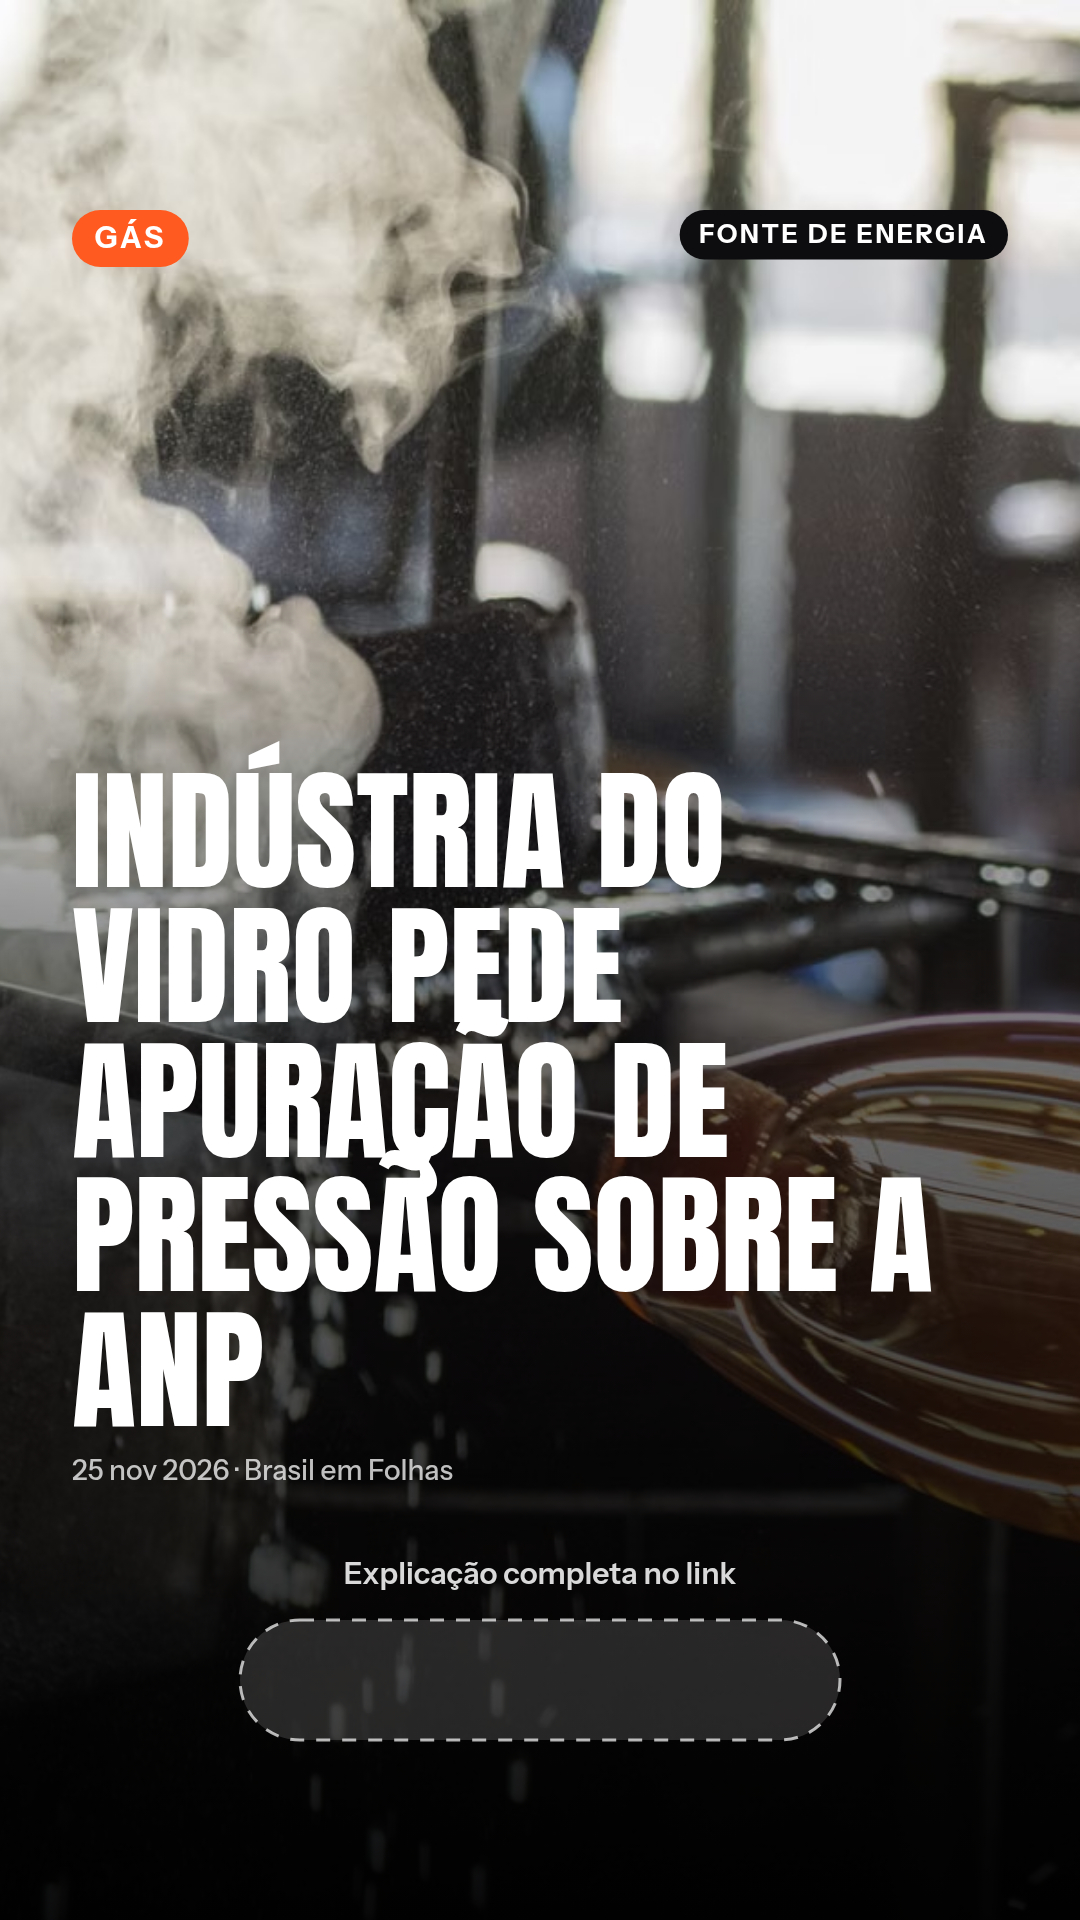 GÁS
FONTE DE ENERGIA
INDÚSTRIA DO
VIDRO PEDE
APURAÇÃO DE
PRESSÃO SOBRE A
ANP
25 nov 2026 · Brasil em Folhas
Explicação completa no link